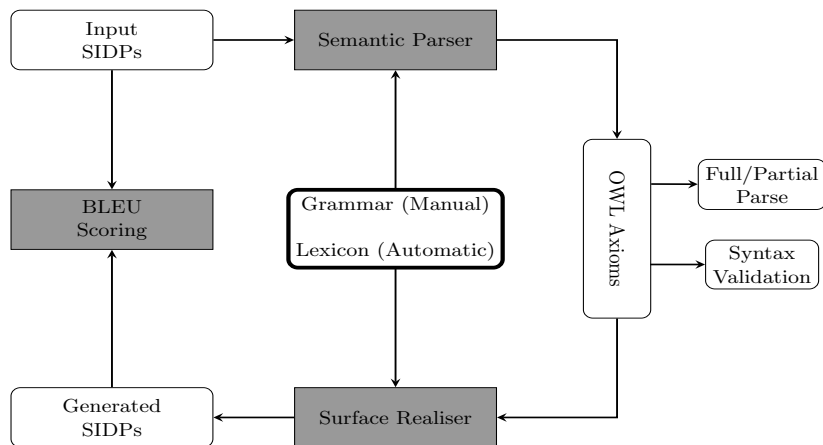 Input
SIDPs
Semantic Parser
OWL Axioms
Full/Partial
Parse
BLEU
Scoring
Grammar (Manual)
Lexicon (Automatic)
Syntax
Validation
Generated
SIDPs
Surface Realiser